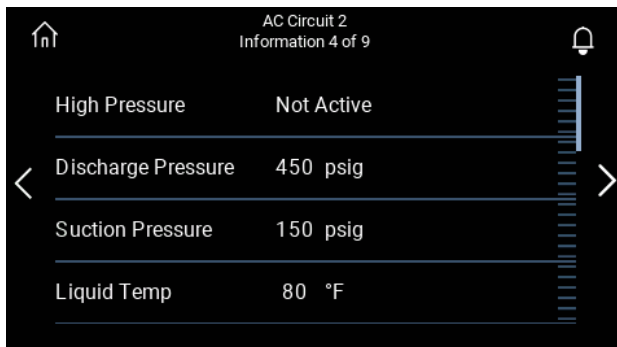 AC Circuit 2
Information 4 of 9
High Pressure Not Active
Discharge Pressure 450 psig
Suction Pressure 150 psig
Liquid Temp 80 °F